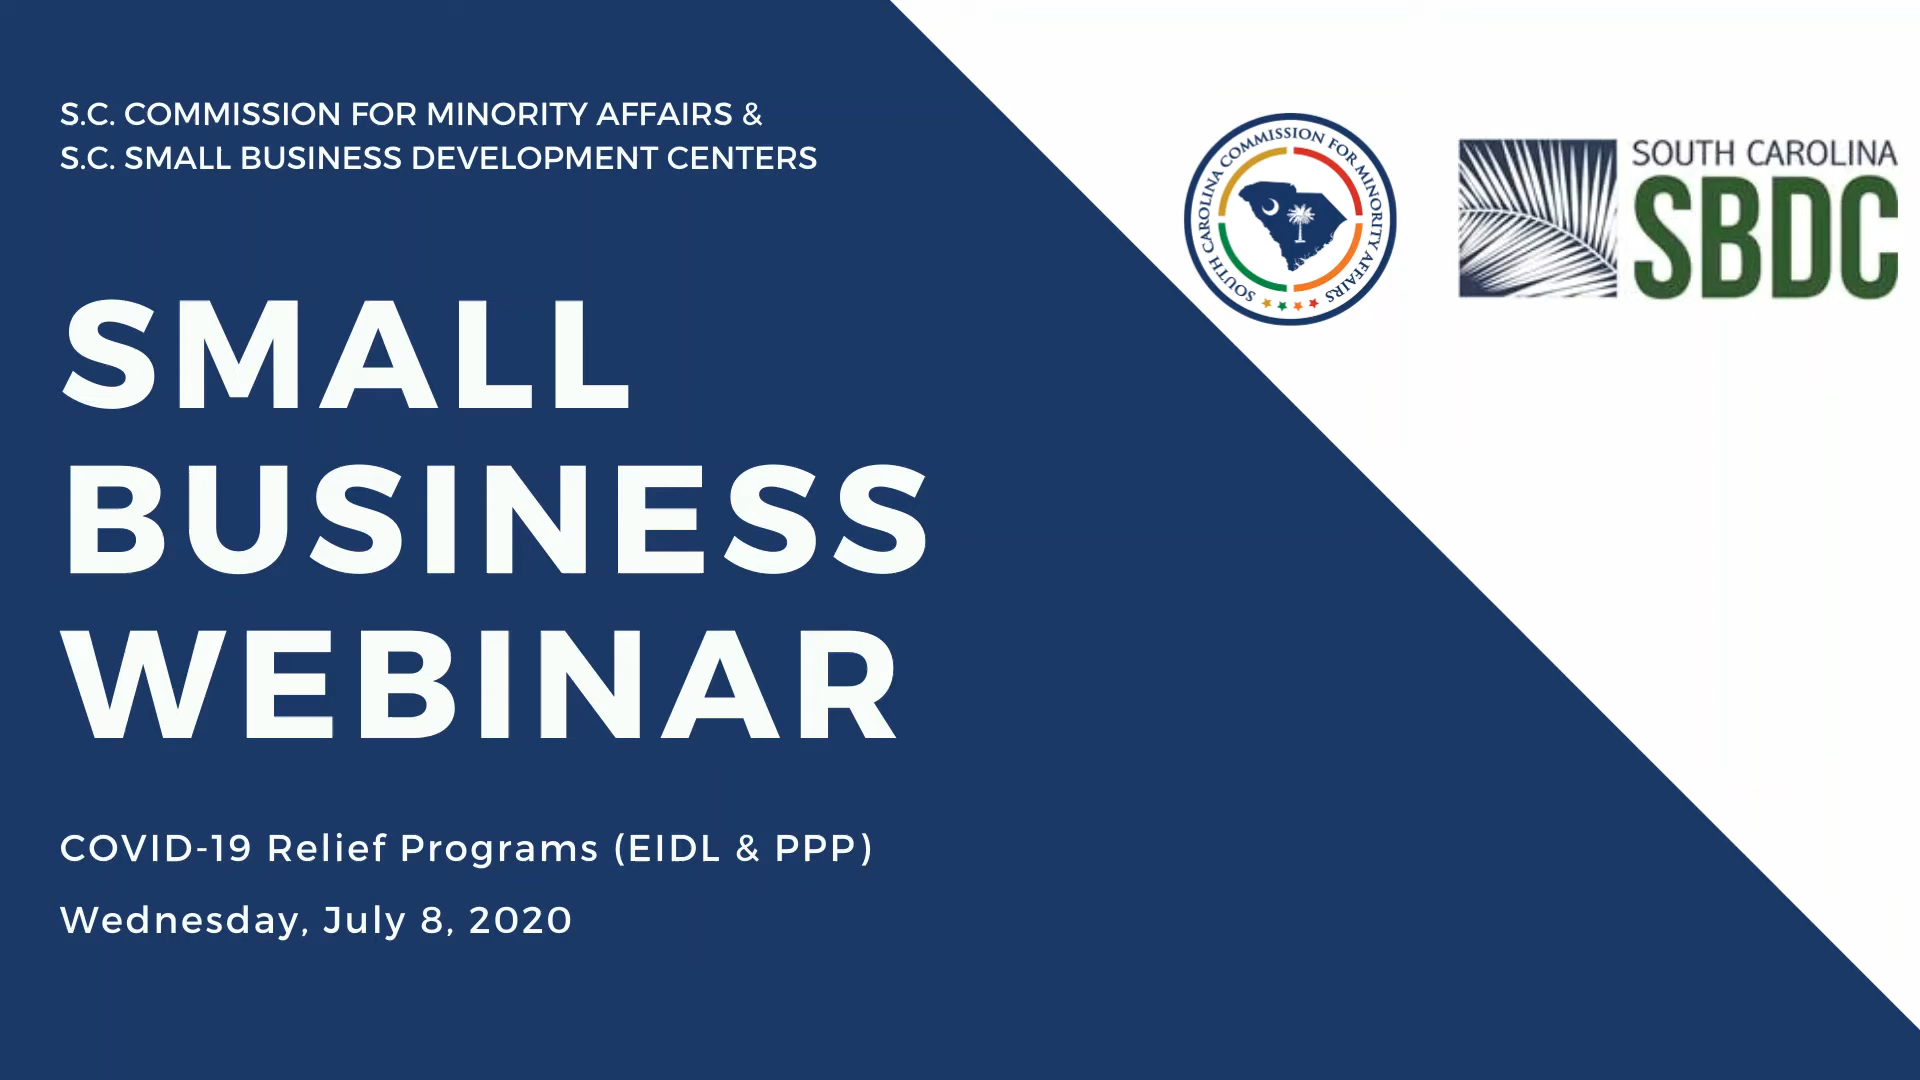 S.C. COMMISSION FOR MINORITY AFFAIRS &
S.C. SMALL BUSINESS DEVELOPMENT CENTERS
SOUTH CAROLINA COMMISSION FOR MINORITY AFFAIRS
SOUTH CAROLINA
SBDC
SMALL
BUSINESS
WEBINAR
COVID-19 Relief Programs (EIDL & PPP)
Wednesday, July 8, 2020